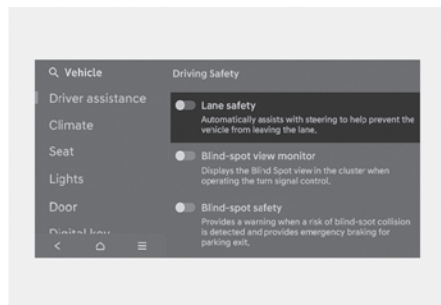 Vehicle
Driver assistance
Climate
Seat
Lights
Door
Digital key
Driving Safety
Lane safety
Automatically assists with steering to help prevent the
vehicle from leaving the lane.
Blind-spot view monitor
Displays the Blind Spot view in the cluster when
operating the turn signal control.
Blind-spot safety
Provides a warning when a risk of blind-spot collision
is detected and provides emergency braking for
parking exit.